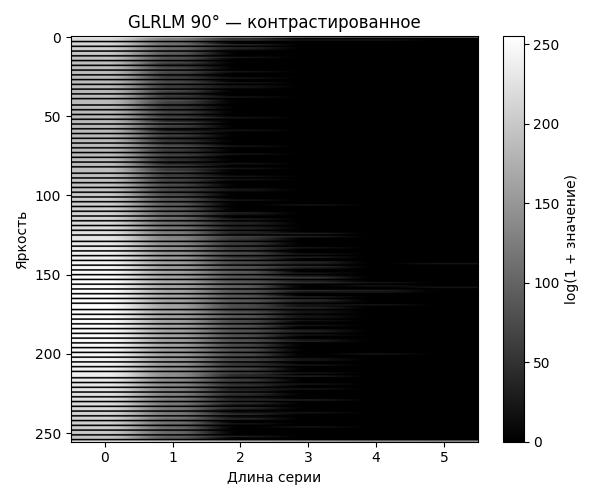 GLRLM 90° — контрастированное
0
50
100
150
200
250
Яркость
0 1 2 3 4 5
Длина серии
250
200
150
100
50
0
log(1 + значение)